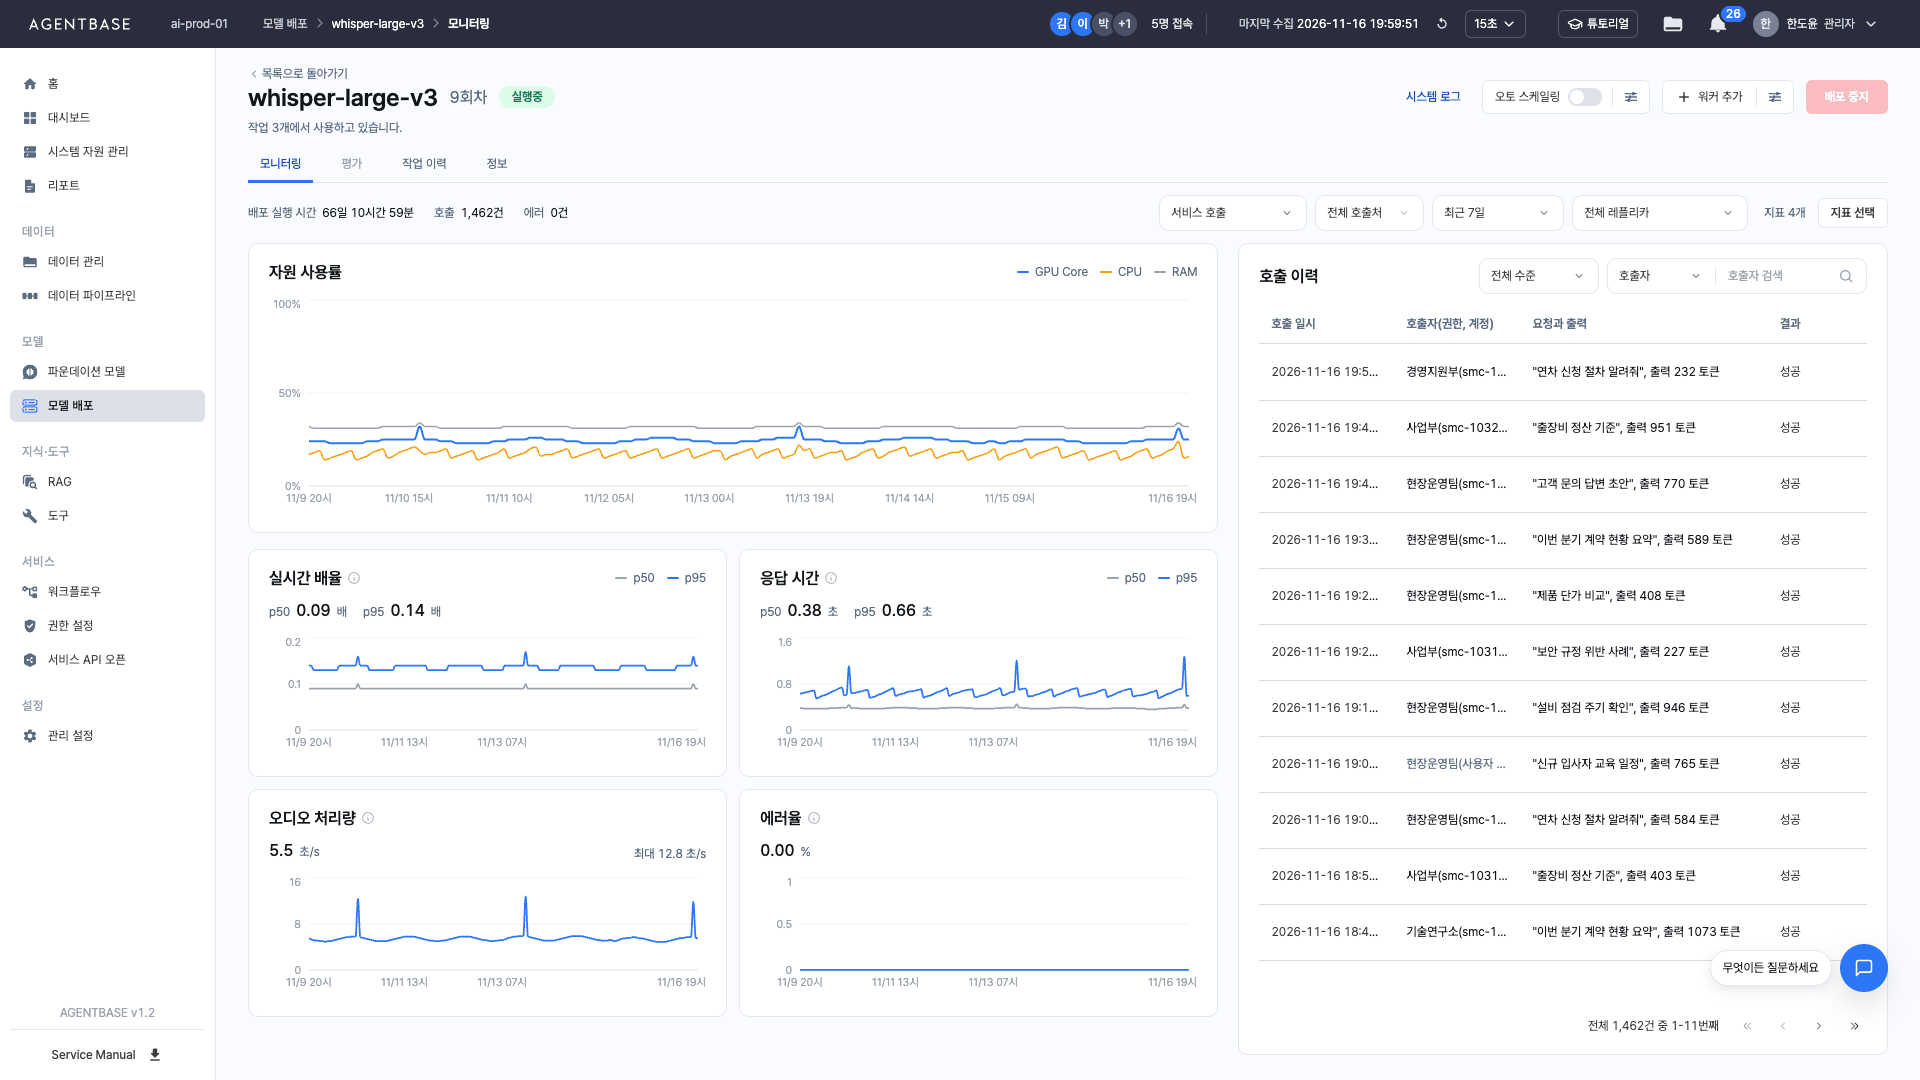 AGENTBASE
ai-prod-01
모델 배포 > whisper-large-v3 > 모니터링
김 이 박 +1 5명 접속
마지막 수집 2026-11-16 19:59:51
15초
튜토리얼
26
한 한도윤 관리자
홈
대시보드
시스템 자원 관리
리포트
데이터
데이터 관리
데이터 파이프라인
모델
파운데이션 모델
모델 배포
지식·도구
RAG
도구
서비스
워크플로우
권한 설정
서비스 API 오픈
설정
관리 설정
AGENTBASE v1.2
Service Manual
목록으로 돌아가기
whisper-large-v3 9회차 실행중
작업 3개에서 사용하고 있습니다.
시스템 로그
오토 스케일링
워커 추가
배포 중지
모니터링 평가 작업 이력 정보
배포 실행 시간 66일 10시간 59분 호출 1,462건 에러 0건
서비스 호출
전체 호출처
최근 7일
전체 레플리카
지표 4개
지표 선택
자원 사용률
GPU Core CPU RAM
100%
50%
0%
11/9 20시 11/10 15시 11/11 10시 11/12 05시 11/13 00시 11/13 19시 11/14 14시 11/15 09시 11/16 19시
실시간 배율
p50 p95
p50 0.09 배 p95 0.14 배
0.2
0.1
0
11/9 20시 11/11 13시 11/13 07시 11/16 19시
응답 시간
p50 p95
p50 0.38 초 p95 0.66 초
1.6
0.8
0
11/9 20시 11/11 13시 11/13 07시 11/16 19시
오디오 처리량
5.5 초/s
최대 12.8 초/s
16
8
0
11/9 20시 11/11 13시 11/13 07시 11/16 19시
에러율
0.00 %
1
0.5
0
11/9 20시 11/11 13시 11/13 07시 11/16 19시
호출 이력
전체 수준
호출자
호출자 검색
호출 일시 호출자(권한, 계정) 요청과 출력 결과
2026-11-16 19:5... 경영지원부(smc-1... "연차 신청 절차 알려줘", 출력 232 토큰 성공
2026-11-16 19:4... 사업부(smc-1032... "출장비 정산 기준", 출력 951 토큰 성공
2026-11-16 19:4... 현장운영팀(smc-1... "고객 문의 답변 초안", 출력 770 토큰 성공
2026-11-16 19:3... 현장운영팀(smc-1... "이번 분기 계약 현황 요약", 출력 589 토큰 성공
2026-11-16 19:2... 현장운영팀(smc-1... "제품 단가 비교", 출력 408 토큰 성공
2026-11-16 19:2... 사업부(smc-1031... "보안 규정 위반 사례", 출력 227 토큰 성공
2026-11-16 19:1... 현장운영팀(smc-1... "설비 점검 주기 확인", 출력 946 토큰 성공
2026-11-16 19:0... 현장운영팀(사용자 ... "신규 입사자 교육 일정", 출력 765 토큰 성공
2026-11-16 19:0... 현장운영팀(smc-1... "연차 신청 절차 알려줘", 출력 584 토큰 성공
2026-11-16 18:5... 사업부(smc-1031... "출장비 정산 기준", 출력 403 토큰 성공
2026-11-16 18:4... 기술연구소(smc-1... "이번 분기 계약 현황 요약", 출력 1073 토큰 성공
무엇이든 질문하세요
전체 1,462건 중 1-11번째